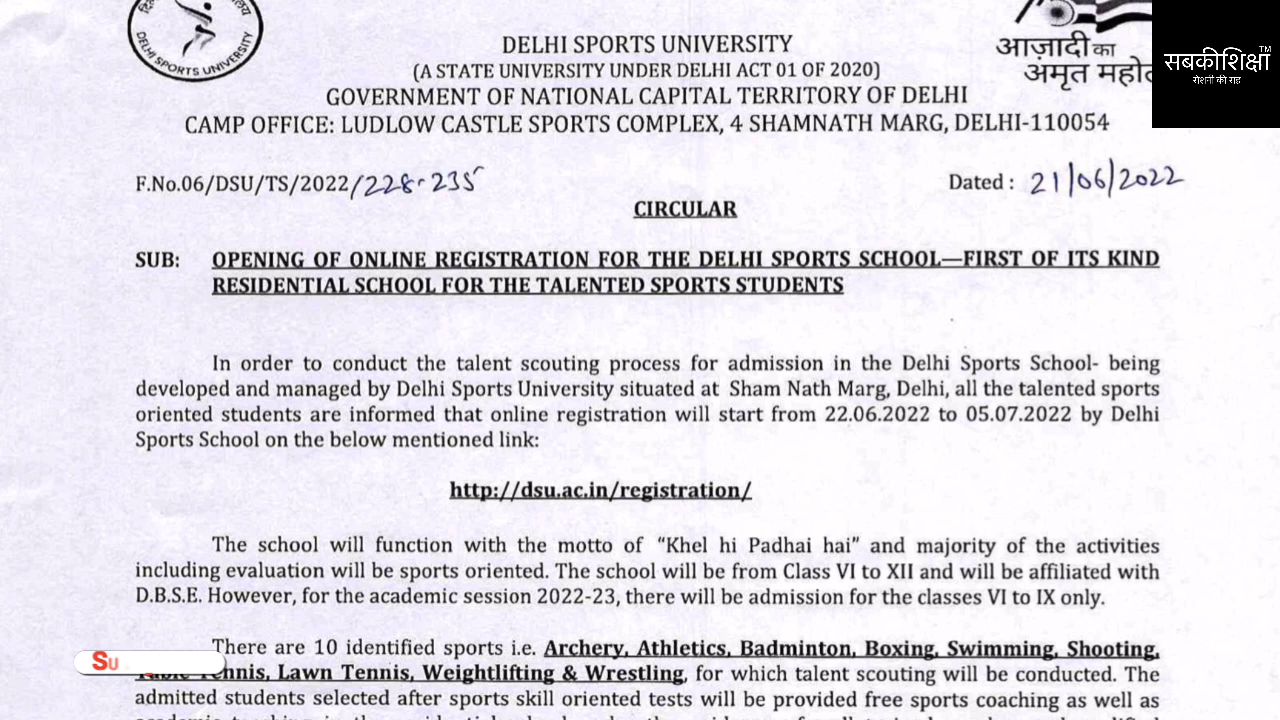 DELHI SPORTS UNIVERSITY
DELHI SPORTS UNIVERSITY
(A STATE UNIVERSITY UNDER DELHI ACT 01 OF 2020)
GOVERNMENT OF NATIONAL CAPITAL TERRITORY OF DELHI
CAMP OFFICE: LUDLOW CASTLE SPORTS COMPLEX, 4 SHAMNATH MARG, DELHI-110054
आज़ादी का
अमृत
सबकीशिक्षा TM
रोशनी की राह
F.No.06/DSU/TS/2022/228-235
Dated : 21/06/2022
CIRCULAR
SUB: OPENING OF ONLINE REGISTRATION FOR THE DELHI SPORTS SCHOOL—FIRST OF ITS KIND
RESIDENTIAL SCHOOL FOR THE TALENTED SPORTS STUDENTS
In order to conduct the talent scouting process for admission in the Delhi Sports School- being
developed and managed by Delhi Sports University situated at Sham Nath Marg, Delhi, all the talented sports
oriented students are informed that online registration will start from 22.06.2022 to 05.07.2022 by Delhi
Sports School on the below mentioned link:
http://dsu.ac.in/registration/
The school will function with the motto of “Khel hi Padhai hai” and majority of the activities
including evaluation will be sports oriented. The school will be from Class VI to XII and will be affiliated with
D.B.S.E. However, for the academic session 2022-23, there will be admission for the classes VI to IX only.
There are 10 identified sports i.e. Archery, Athletics, Badminton, Boxing, Swimming, Shooting,
Su
Tennis, Lawn Tennis, Weightlifting & Wrestling, for which talent scouting will be conducted. The
admitted students selected after sports skill oriented tests will be provided free sports coaching as well as